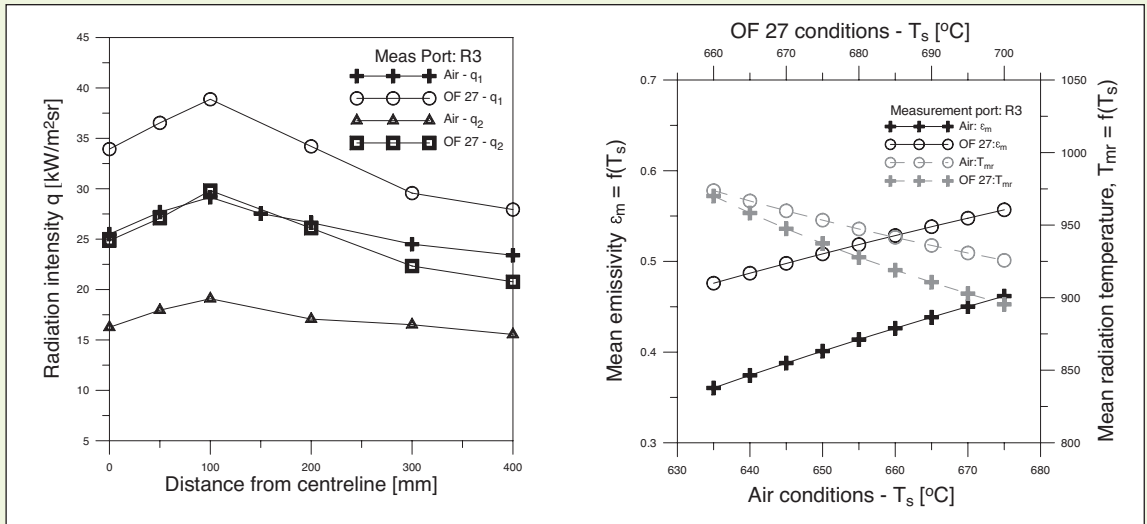 45
40
35
30
25
20
15
10
5
Radiation intensity q [kW/m²sr]
Meas Port: R3
Air - q₁
OF 27 - q₁
Air - q₂
OF 27 - q₂
0 100 200 300 400
Distance from centreline [mm]
OF 27 conditions - Tₛ [°C]
660 670 680 690 700
0.7
0.6
0.5
0.4
0.3
Mean emissivity εₘ = f(Tₛ)
Measurement port: R3
Air: εₘ
OF 27:εₘ
Air:Tₘᵣ
OF 27:Tₘᵣ
1050
1000
950
900
850
800
Mean radiation temperature, Tₘᵣ = f(Tₛ)
630 640 650 660 670 680
Air conditions - Tₛ [°C]